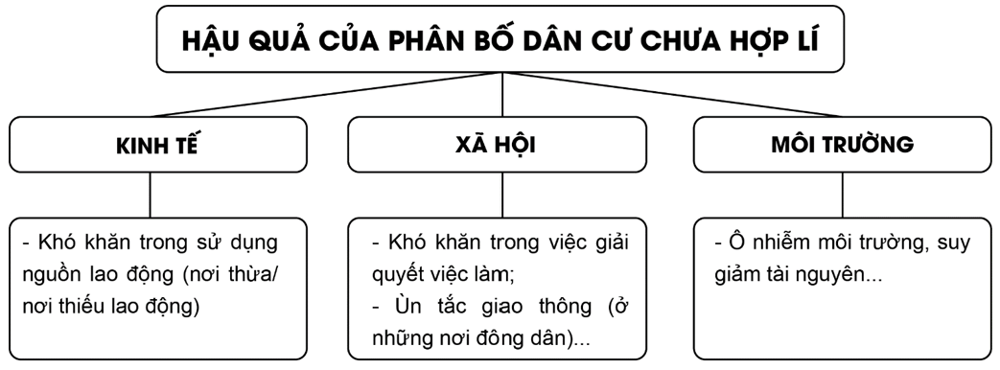 HẬU QUẢ CỦA PHÂN BỐ DÂN CƯ CHƯA HỢP LÍ
KINH TẾ
XÃ HỘI
MÔI TRƯỜNG
- Khó khăn trong sử dụng
nguồn lao động (nơi thừa/
nơi thiếu lao động)
- Khó khăn trong việc giải
quyết việc làm;
- Ùn tắc giao thông (ở
những nơi đông dân)...
- Ô nhiễm môi trường, suy
giảm tài nguyên...